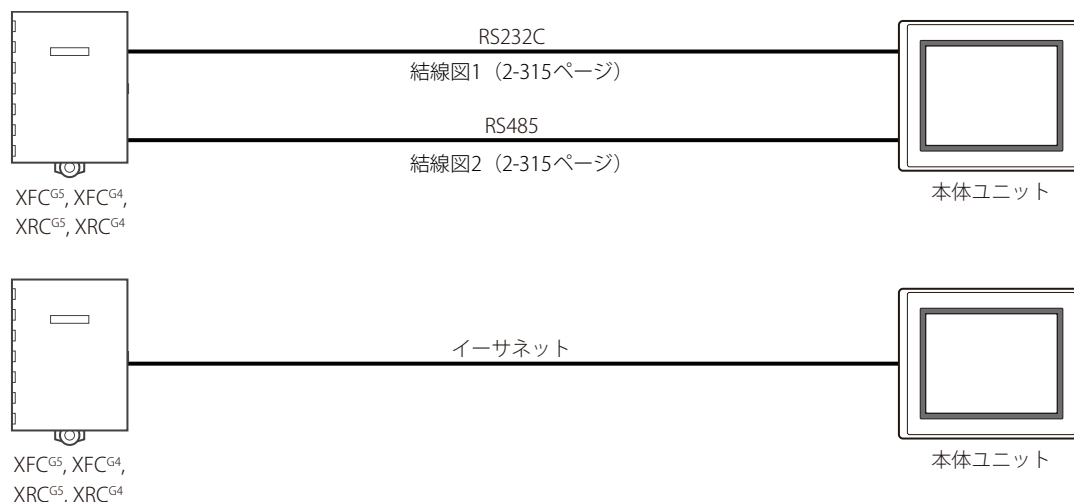 RS232C
結線図1（2-315ページ）
RS485
結線図2（2-315ページ）
XFCG5, XFCG4,
XRCG5, XRCG4
本体ユニット
イーサネット
XFCG5, XFCG4,
XRCG5, XRCG4
本体ユニット